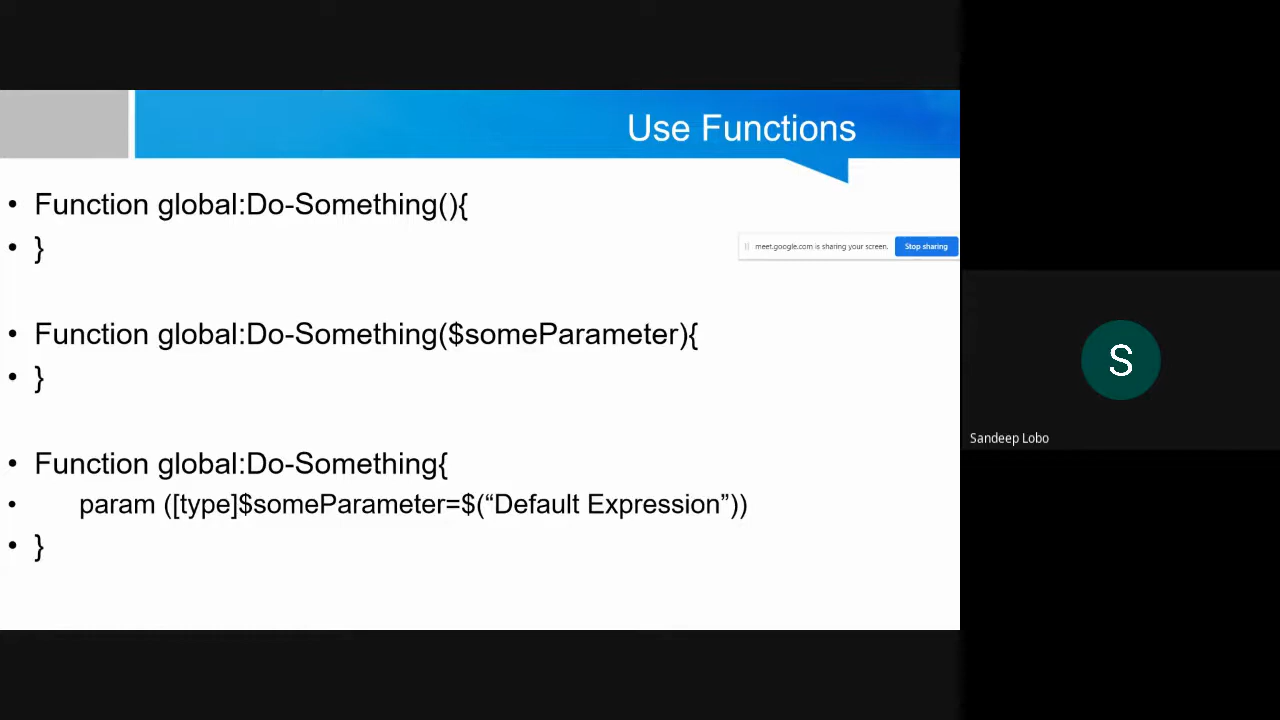 Use Functions
• Function global:Do-Something(){
• }
meet.google.com is sharing your screen. Stop sharing
• Function global:Do-Something($someParameter){
• }
• Function global:Do-Something{
• param ([type]$someParameter=$(“Default Expression”))
• }
S
Sandeep Lobo